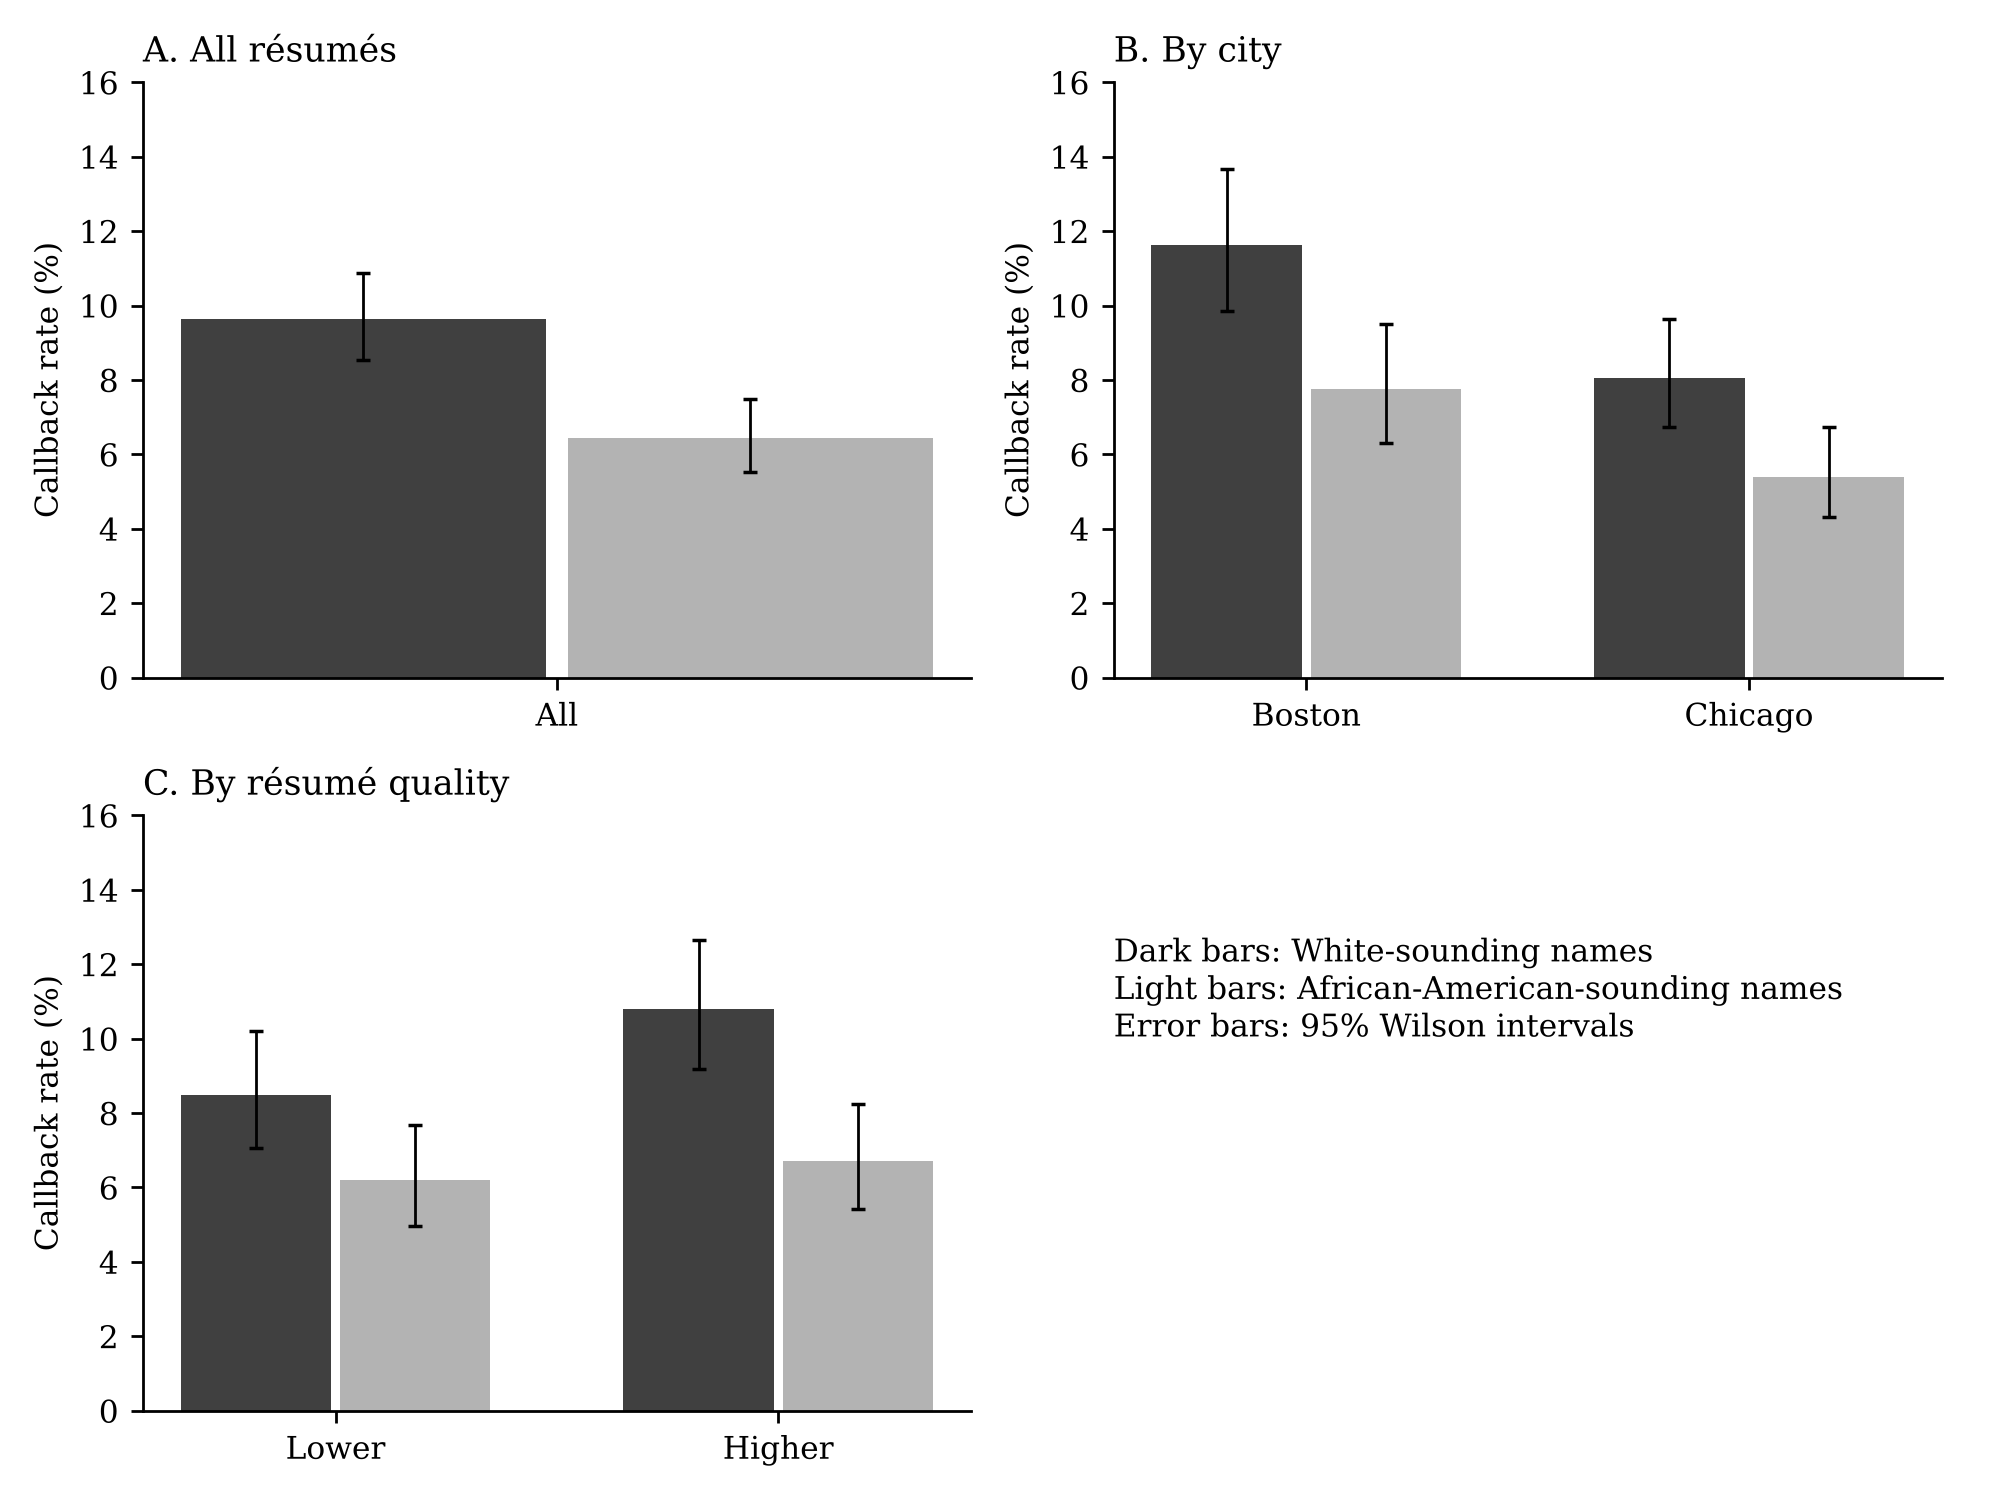 A. All résumés
16
14
12
10
8
6
4
2
0
Callback rate (%)
All
B. By city
16
14
12
10
8
6
4
2
0
Callback rate (%)
Boston Chicago
C. By résumé quality
16
14
12
10
8
6
4
2
0
Callback rate (%)
Lower Higher
Dark bars: White-sounding names
Light bars: African-American-sounding names
Error bars: 95% Wilson intervals